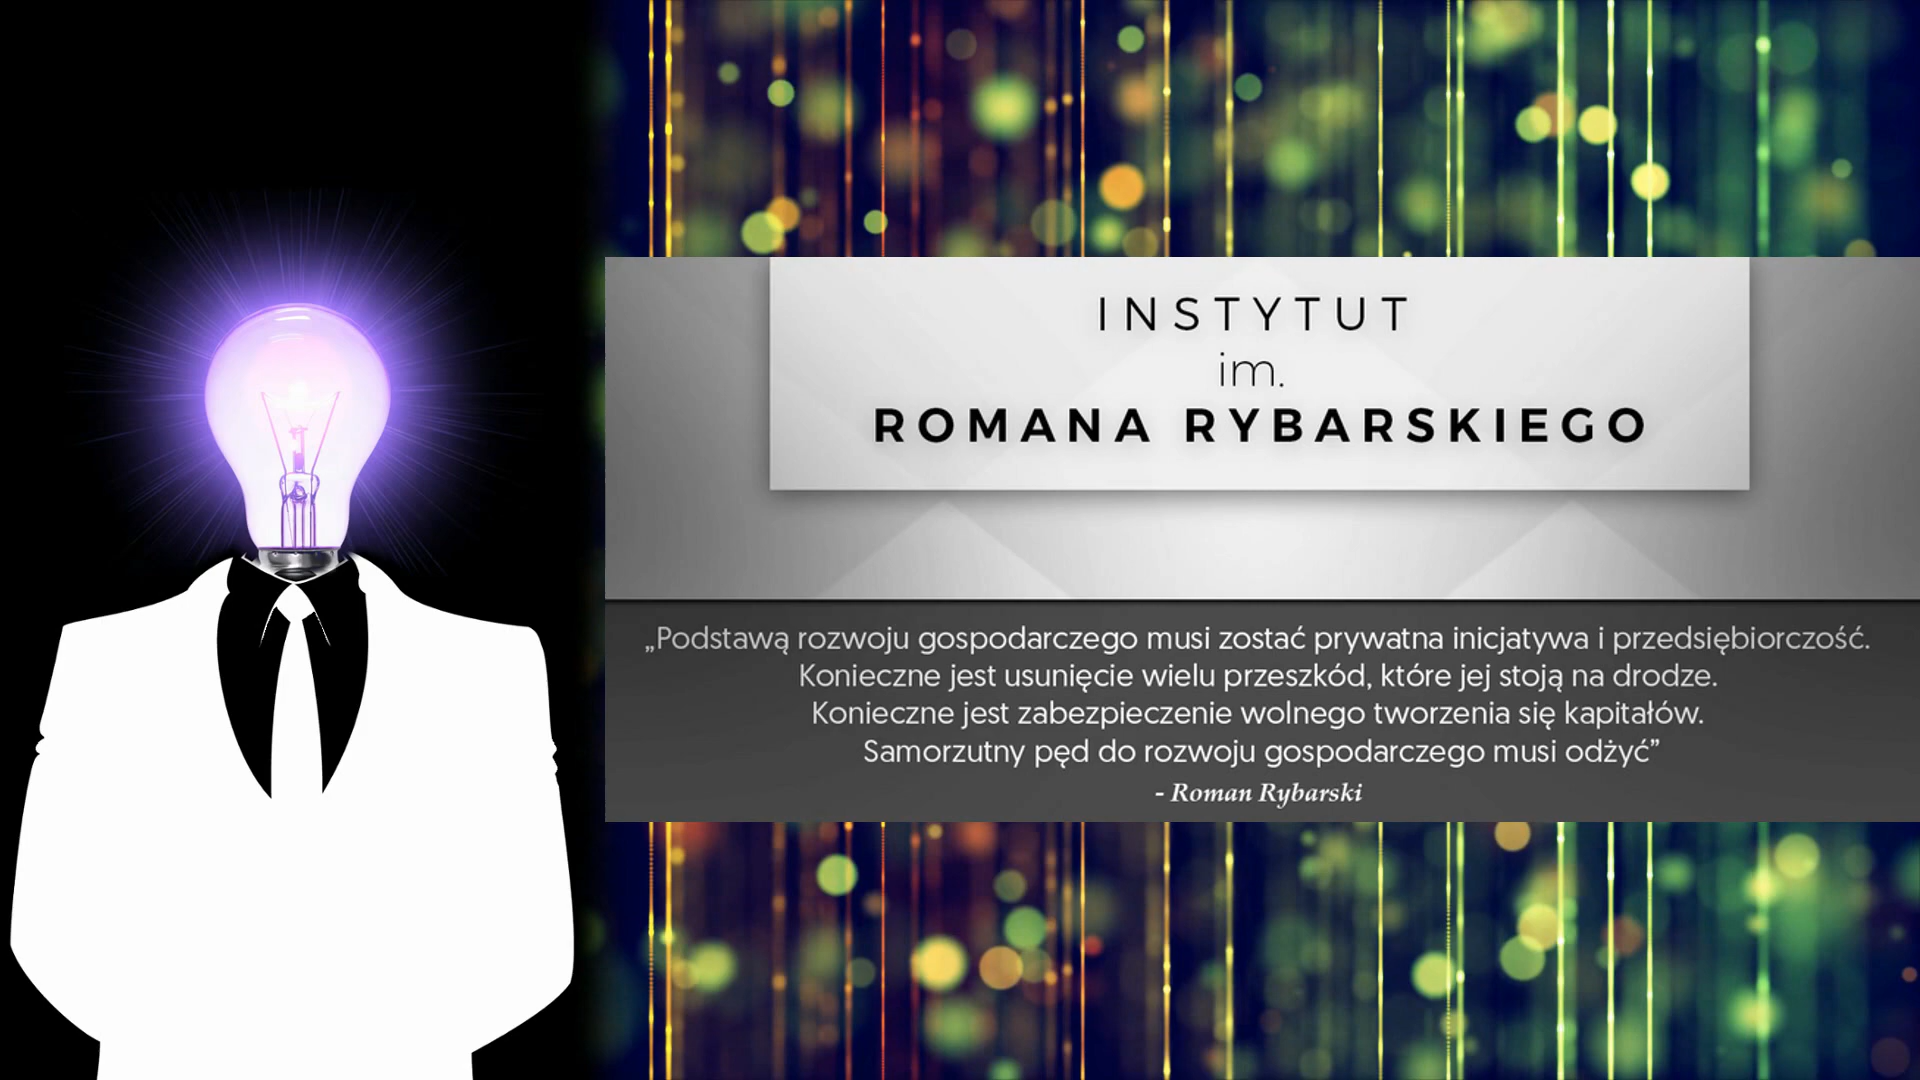 INSTYTUT
im.
ROMANA RYBARSKIEGO
„Podstawą rozwoju gospodarczego musi zostać prywatna inicjatywa i przedsiębiorczość.
Konieczne jest usunięcie wielu przeszkód, które jej stoją na drodze.
Konieczne jest zabezpieczenie wolnego tworzenia się kapitałów.
Samorzutny pęd do rozwoju gospodarczego musi odżyć”
- Roman Rybarski